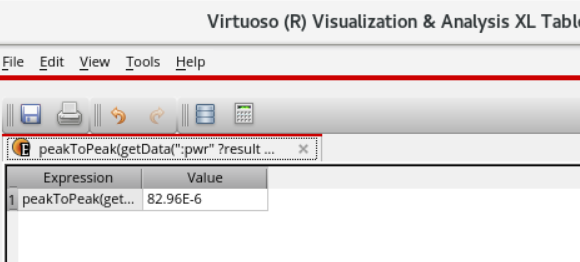 Virtuoso (R) Visualization & Analysis XL Tabl
File Edit View Tools Help
peakToPeak(getData(":pwr" ?result ...
Expression Value
1 peakToPeak(get... 82.96E-6